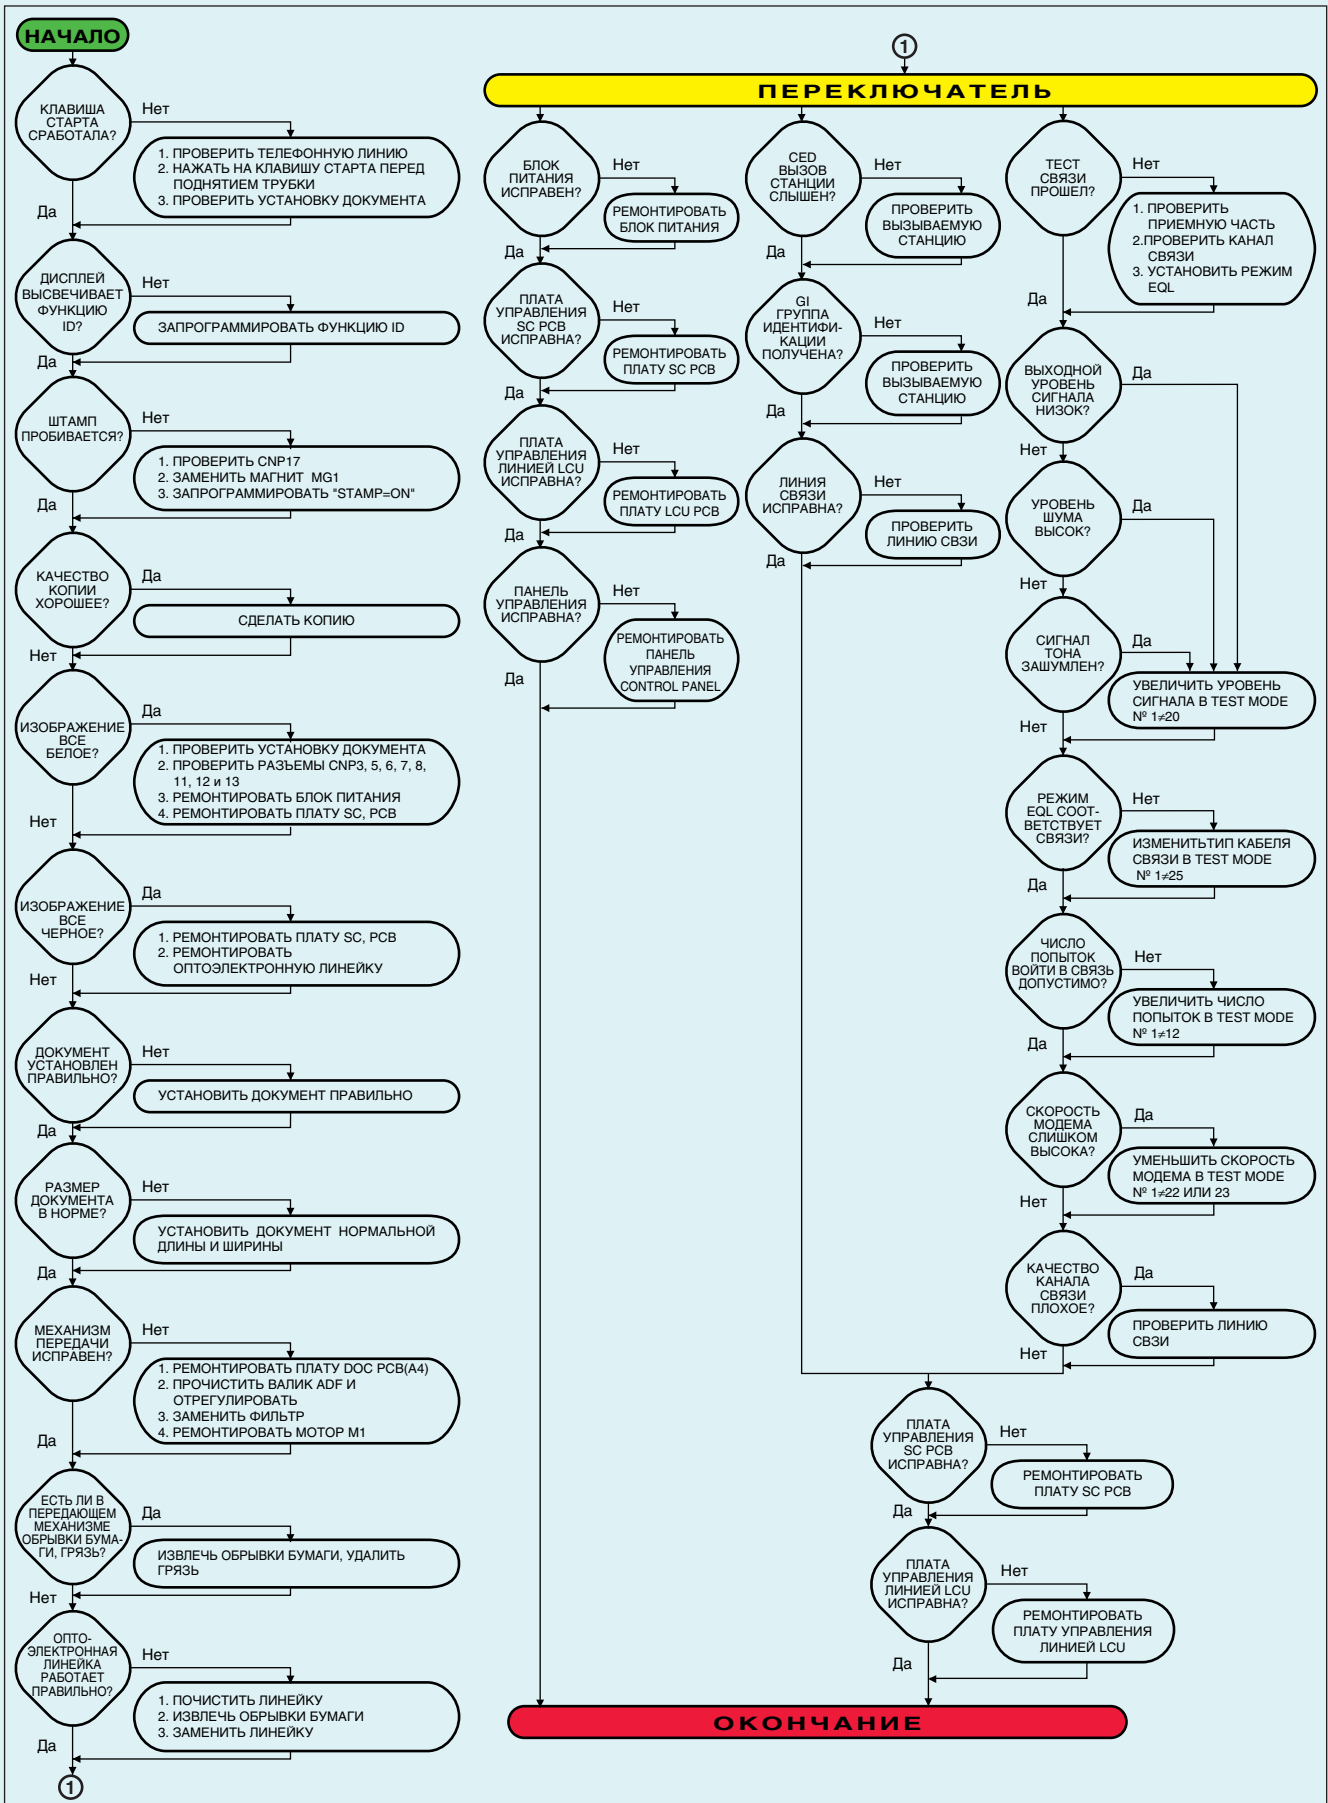 НАЧАЛО
КЛАВИША
СТАРТА
СРАБОТАЛА?
Нет
1. ПРОВЕРИТЬ ТЕЛЕФОННУЮ ЛИНИЮ
2. НАЖАТЬ НА КЛАВИШУ СТАРТА ПЕРЕД
ПОДНЯТИЕМ ТРУБКИ
3. ПРОВЕРИТЬ УСТАНОВКУ ДОКУМЕНТА
Да
ДИСПЛЕЙ
ВЫСВЕЧИВАЕТ
ФУНКЦИЮ
ID?
Нет
ЗАПРОГРАММИРОВАТЬ ФУНКЦИЮ ID
Да
ШТАМП
ПРОБИВАЕТСЯ?
Нет
1. ПРОВЕРИТЬ CNP17
2. ЗАМЕНИТЬ МАГНИТ MG1
3. ЗАПРОГРАММИРОВАТЬ "STAMP=ON"
Да
КАЧЕСТВО
КОПИИ
ХОРОШЕЕ?
Да
СДЕЛАТЬ КОПИЮ
Нет
ИЗОБРАЖЕНИЕ
ВСЕ
БЕЛОЕ?
Да
1. ПРОВЕРИТЬ УСТАНОВКУ ДОКУМЕНТА
2. ПРОВЕРИТЬ РАЗЪЕМЫ CNP3, 5, 6, 7, 8,
11, 12 и 13
3. РЕМОНТИРОВАТЬ БЛОК ПИТАНИЯ
4. РЕМОНТИРОВАТЬ ПЛАТУ SC, PCB
Нет
ИЗОБРАЖЕНИЕ
ВСЕ
ЧЕРНОЕ?
Да
1. РЕМОНТИРОВАТЬ ПЛАТУ SC, PCB
2. РЕМОНТИРОВАТЬ
ОПТОЭЛЕКТРОННУЮ ЛИНЕЙКУ
Нет
ДОКУМЕНТ
УСТАНОВЛЕН
ПРАВИЛЬНО?
Нет
УСТАНОВИТЬ ДОКУМЕНТ ПРАВИЛЬНО
Да
РАЗМЕР
ДОКУМЕНТА
В НОРМЕ?
Нет
УСТАНОВИТЬ ДОКУМЕНТ НОРМАЛЬНОЙ
ДЛИНЫ И ШИРИНЫ
Да
МЕХАНИЗМ
ПЕРЕДАЧИ
ИСПРАВЕН?
Нет
1. РЕМОНТИРОВАТЬ ПЛАТУ DOC PCB(A4)
2. ПРОЧИСТИТЬ ВАЛИК ADF И
ОТРЕГУЛИРОВАТЬ
3. ЗАМЕНИТЬ ФИЛЬТР
4. РЕМОНТИРОВАТЬ МОТОР М1
Да
ЕСТЬ ЛИ В
ПЕРЕДАЮЩЕМ
МЕХАНИЗМЕ
ОБРЫВКИ БУМА-
ГИ, ГРЯЗЬ?
Да
ИЗВЛЕЧЬ ОБРЫВКИ БУМАГИ, УДАЛИТЬ
ГРЯЗЬ
Нет
ОПТО-
ЭЛЕКТРОННАЯ
ЛИНЕЙКА
РАБОТАЕТ
ПРАВИЛЬНО?
Нет
1. ПОЧИСТИТЬ ЛИНЕЙКУ
2. ИЗВЛЕЧЬ ОБРЫВКИ БУМАГИ
3. ЗАМЕНИТЬ ЛИНЕЙКУ
Да
1
1
ПЕРЕКЛЮЧАТЕЛЬ
БЛОК
ПИТАНИЯ
ИСПРАВЕН?
Нет
РЕМОНТИРОВАТЬ
БЛОК ПИТАНИЯ
Да
ПЛАТА
УПРАВЛЕНИЯ
SC PCB
ИСПРАВНА?
Нет
РЕМОНТИРОВАТЬ
ПЛАТУ SC PCB
Да
ПЛАТА
УПРАВЛЕНИЯ
ЛИНИЕЙ LCU
ИСПРАВНА?
Нет
РЕМОНТИРОВАТЬ
ПЛАТУ LCU PCB
Да
ПАНЕЛЬ
УПРАВЛЕНИЯ
ИСПРАВНА?
Нет
РЕМОНТИРОВАТЬ
ПАНЕЛЬ
УПРАВЛЕНИЯ
CONTROL PANEL
Да
CED
ВЫЗОВ
СТАНЦИИ
СЛЫШЕН?
Нет
ПРОВЕРИТЬ
ВЫЗЫВАЕМУЮ
СТАНЦИЮ
Да
GI
ГРУППА
ИДЕНТИФИ-
КАЦИИ
ПОЛУЧЕНА?
Нет
ПРОВЕРИТЬ
ВЫЗЫВАЕМУЮ
СТАНЦИЮ
Да
ЛИНИЯ
СВЯЗИ
ИСПРАВНА?
Нет
ПРОВЕРИТЬ
ЛИНИЮ СВЗИ
Да
ТЕСТ
СВЯЗИ
ПРОШЕЛ?
Нет
1. ПРОВЕРИТЬ
ПРИЕМНУЮ ЧАСТЬ
2.ПРОВЕРИТЬ КАНАЛ
СВЯЗИ
3. УСТАНОВИТЬ РЕЖИМ
EQL
Да
ВЫХОДНОЙ
УРОВЕНЬ
СИГНАЛА
НИЗОК?
Да
Нет
УРОВЕНЬ
ШУМА
ВЫСОК?
Да
Нет
СИГНАЛ
ТОНА
ЗАШУМЛЕН?
Да
УВЕЛИЧИТЬ УРОВЕНЬ
СИГНАЛА В TEST MODE
№ 1≠20
Нет
РЕЖИМ
EQL СООТ-
ВЕТСТВУЕТ
СВЯЗИ?
Нет
ИЗМЕНИТЬТИП КАБЕЛЯ
СВЯЗИ В TEST MODE
№ 1≠25
Да
ЧИСЛО
ПОПЫТОК
ВОЙТИ В СВЯЗЬ
ДОПУСТИМО?
Нет
УВЕЛИЧИТЬ ЧИСЛО
ПОПЫТОК В TEST MODE
№ 1≠12
Да
СКОРОСТЬ
МОДЕМА
СЛИШКОМ
ВЫСОКА?
Да
УМЕНЬШИТЬ СКОРОСТЬ
МОДЕМА В TEST MODE
№ 1≠22 ИЛИ 23
Нет
КАЧЕСТВО
КАНАЛА
СВЯЗИ
ПЛОХОЕ?
Да
ПРОВЕРИТЬ ЛИНИЮ
СВЗИ
Нет
ПЛАТА
УПРАВЛЕНИЯ
SC PCB
ИСПРАВНА?
Нет
РЕМОНТИРОВАТЬ
ПЛАТУ SC PCB
Да
ПЛАТА
УПРАВЛЕНИЯ
ЛИНИЕЙ LCU
ИСПРАВНА?
Нет
РЕМОНТИРОВАТЬ
ПЛАТУ УПРАВЛЕНИЯ
ЛИНИЕЙ LCU
Да
ОКОНЧАНИЕ